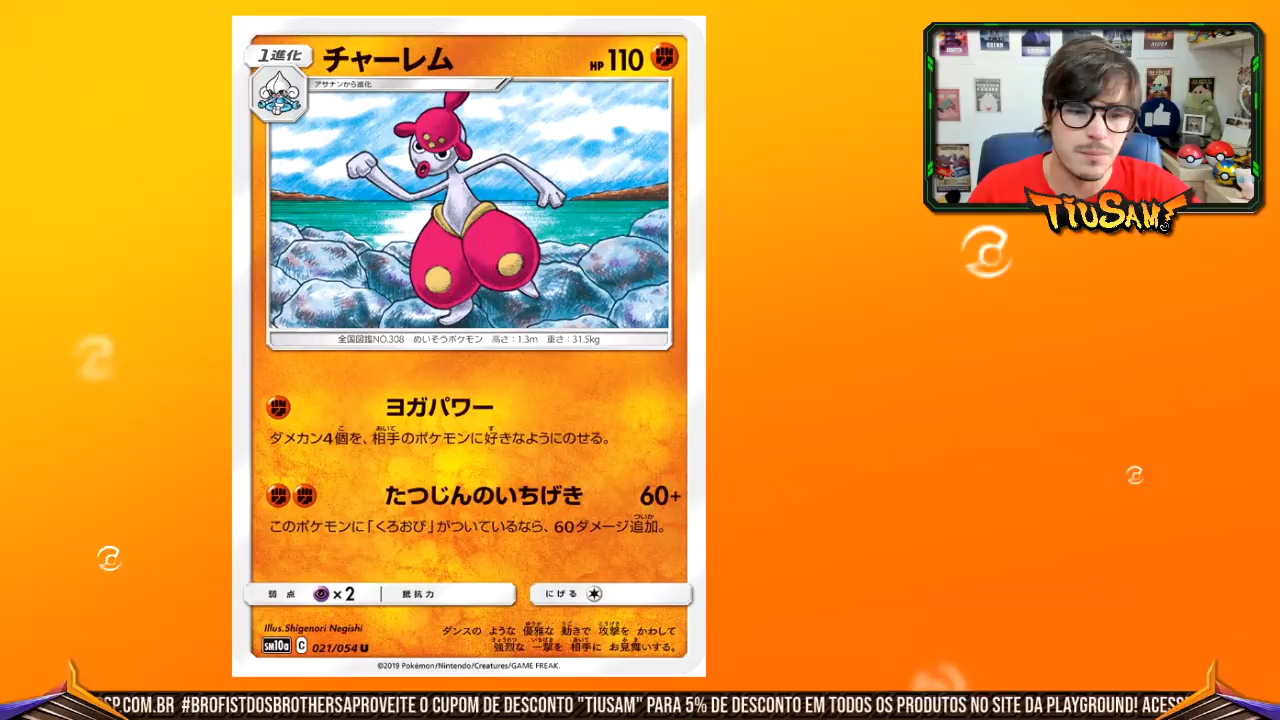 1進化 チャーレム HP 110
アサナンから進化
全国図鑑NO.308 めいそうポケモン 高さ：1.3m 重さ：31.5kg
ヨガパワー
ダメカン4個を、相手のポケモンに好きなようにのせる。
たつじんのいちげき 60+
このポケモンに「くろおび」がついているなら、60ダメージ追加。
弱点 ×2 抵抗力 にげる
Illus.Shigenori Negishi
sm10a C 021/054 U
ダンスの ような 優雅な 動きで 攻撃を かわして
強烈な 一撃を 相手に お見舞いする。
©2019 Pokémon/Nintendo/Creatures/GAME FREAK.
TIUSAM
SP.COM.BR #BROFISTDOSBROTHERSAPROVEITE O CUPOM DE DESCONTO "TIUSAM" PARA 5% DE DESCONTO EM TODOS OS PRODUTOS NO SITE DA PLAYGROUND! ACES